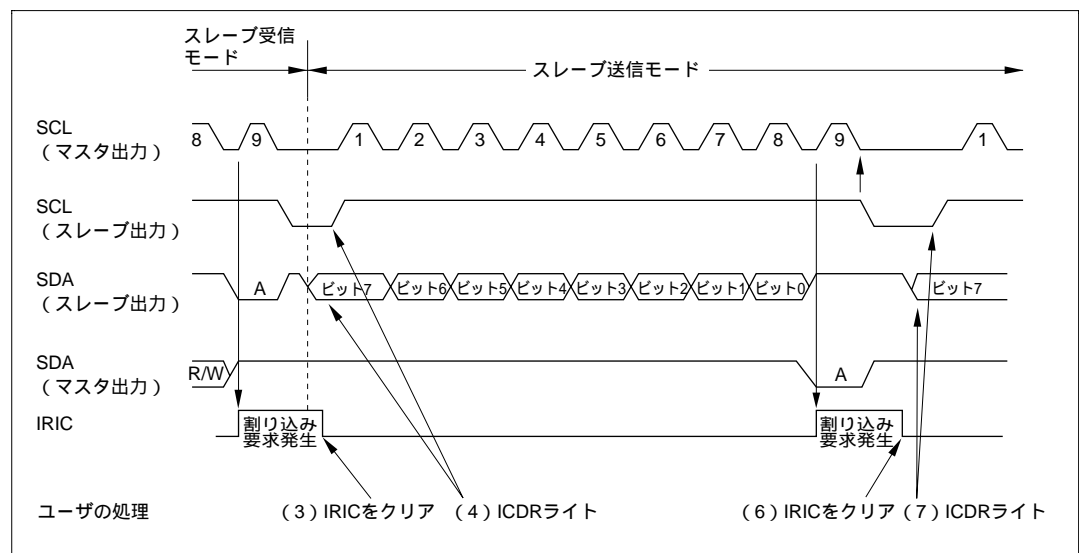 スレーブ受信
モード
スレーブ送信モード
SCL
（マスタ出力）
8 9 1 2 3 4 5 6 7 8 9 1
SCL
（スレーブ出力）
SDA
（スレーブ出力）
A ビット7 ビット6 ビット5 ビット4 ビット3 ビット2 ビット1 ビット0 ビット7
SDA
（マスタ出力）
R/W A
IRIC
割り込み
要求発生
割り込み
要求発生
ユーザの処理 （3）IRICをクリア （4）ICDRライト （6）IRICをクリア （7）ICDRライト